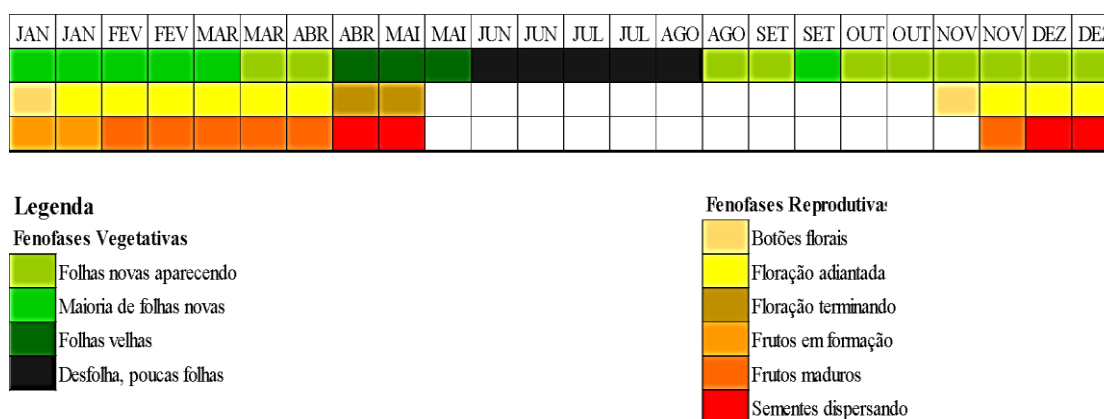 JAN JAN FEV FEV MAR MAR ABR ABR MAI MAI JUN JUN JUL JUL AGO AGO SET SET OUT OUT NOV NOV DEZ DEZ
Legenda
Fenofases Vegetativas
Folhas novas aparecendo
Maioria de folhas novas
Folhas velhas
Desfolha, poucas folhas
Fenofases Reprodutivas
Botões florais
Floração adiantada
Floração terminando
Frutos em formação
Frutos maduros
Sementes dispersando